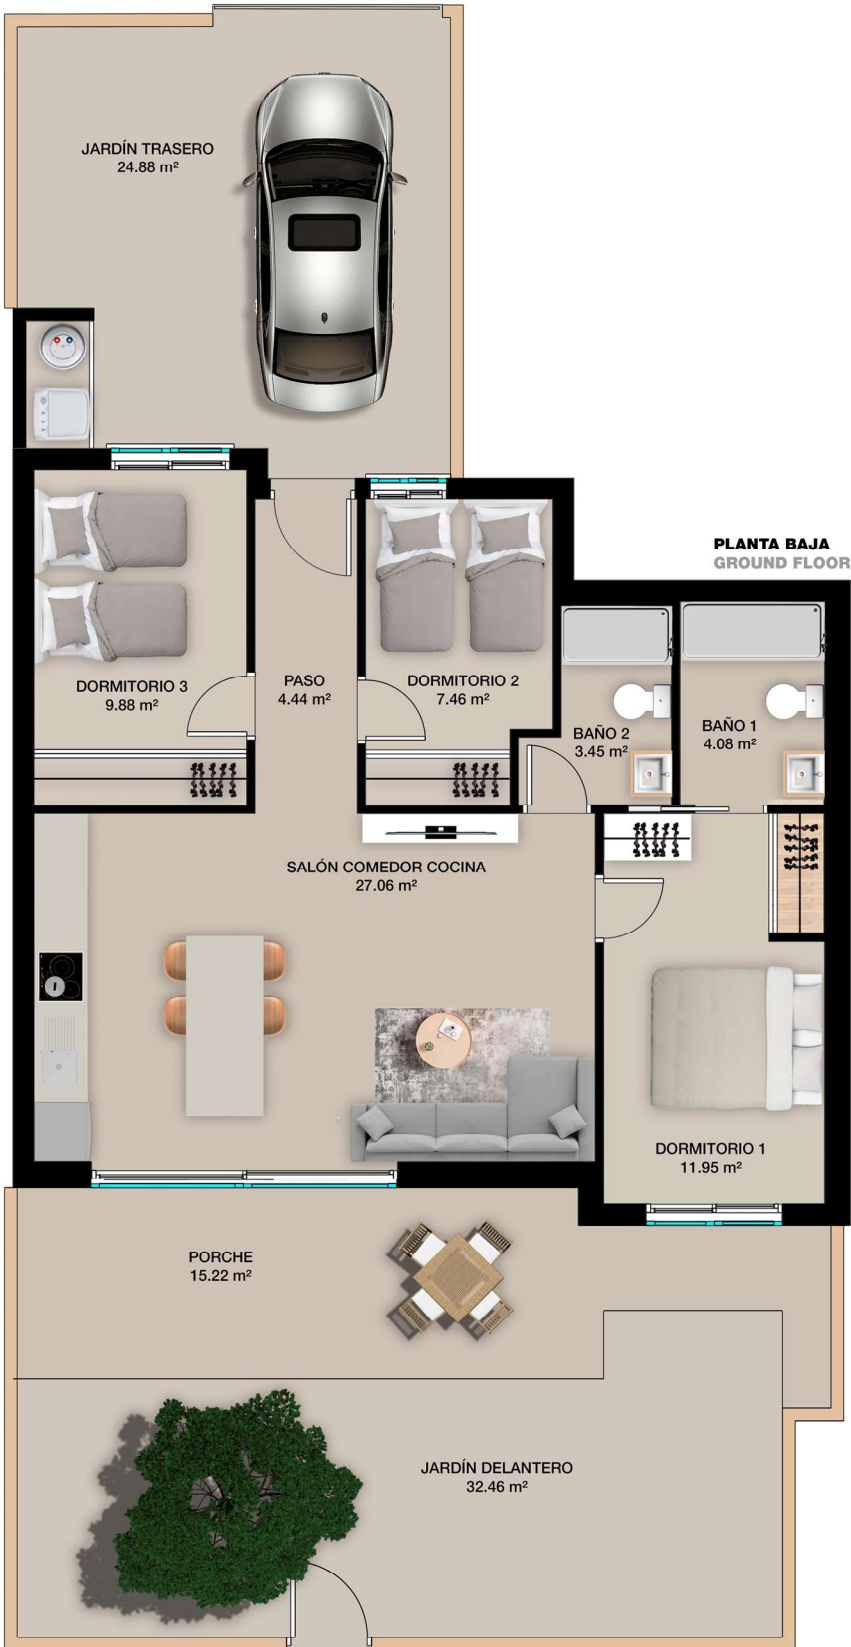 JARDÍN TRASERO
24.88 m²
PLANTA BAJA
GROUND FLOOR
DORMITORIO 3
9.88 m²
PASO
4.44 m²
DORMITORIO 2
7.46 m²
BAÑO 2
3.45 m²
BAÑO 1
4.08 m²
SALÓN COMEDOR COCINA
27.06 m²
DORMITORIO 1
11.95 m²
PORCHE
15.22 m²
JARDÍN DELANTERO
32.46 m²